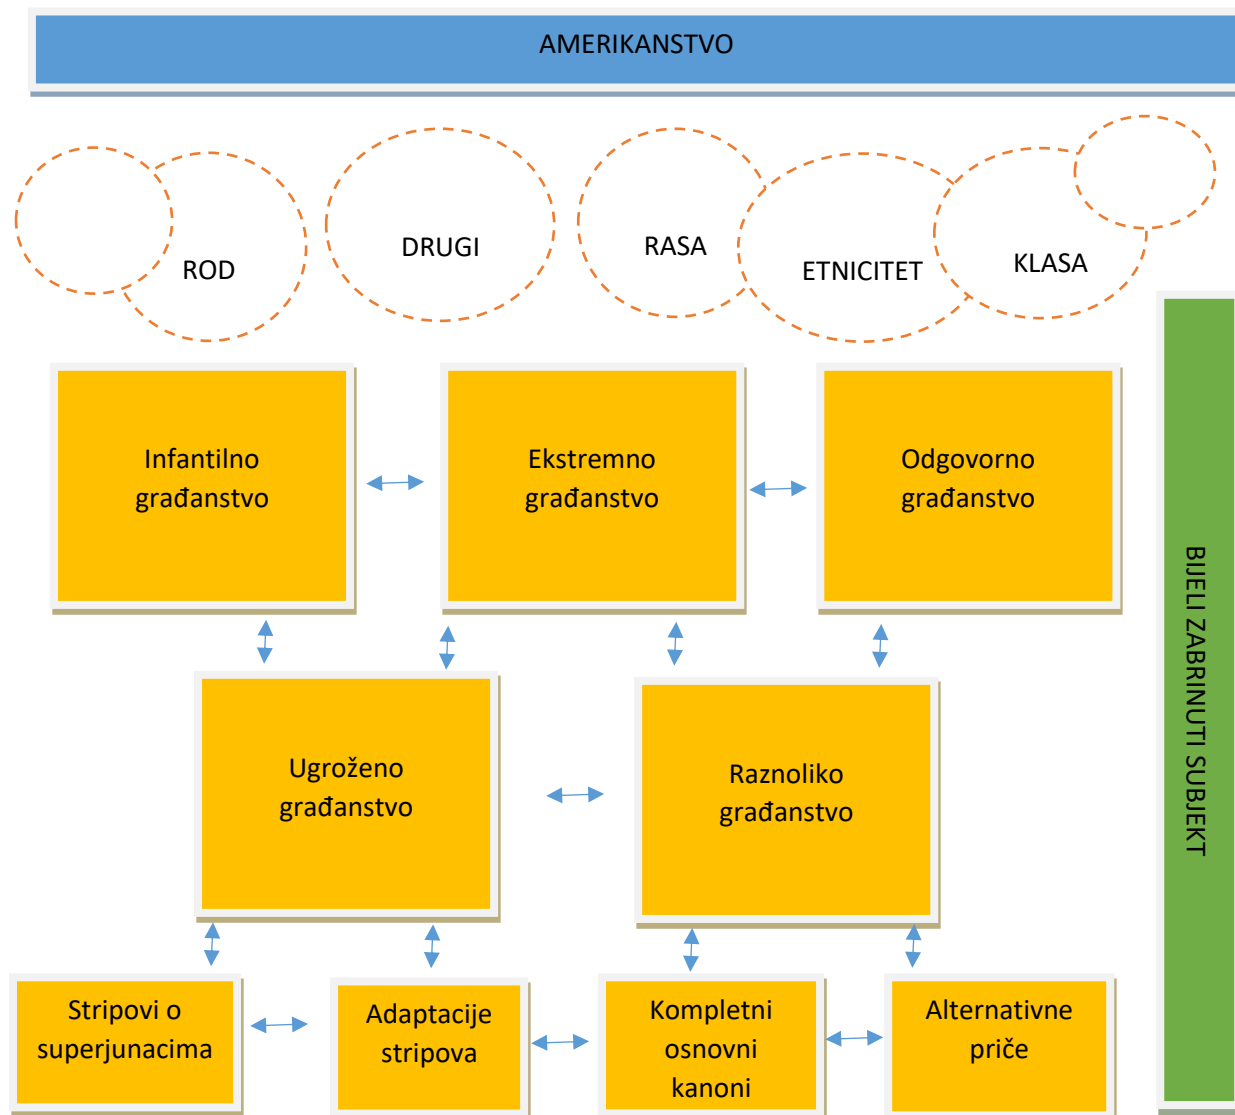 AMERIKANSTVO
ROD
DRUGI
RASA
ETNICITET
KLASA
Infantilno
građanstvo
Ekstremno
građanstvo
Odgovorno
građanstvo
BIJELI ZABRINUTI SUBJEKT
Ugroženo
građanstvo
Raznoliko
građanstvo
Stripovi o
superjunacima
Adaptacije
stripova
Kompletni
osnovni
kanoni
Alternativne
priče